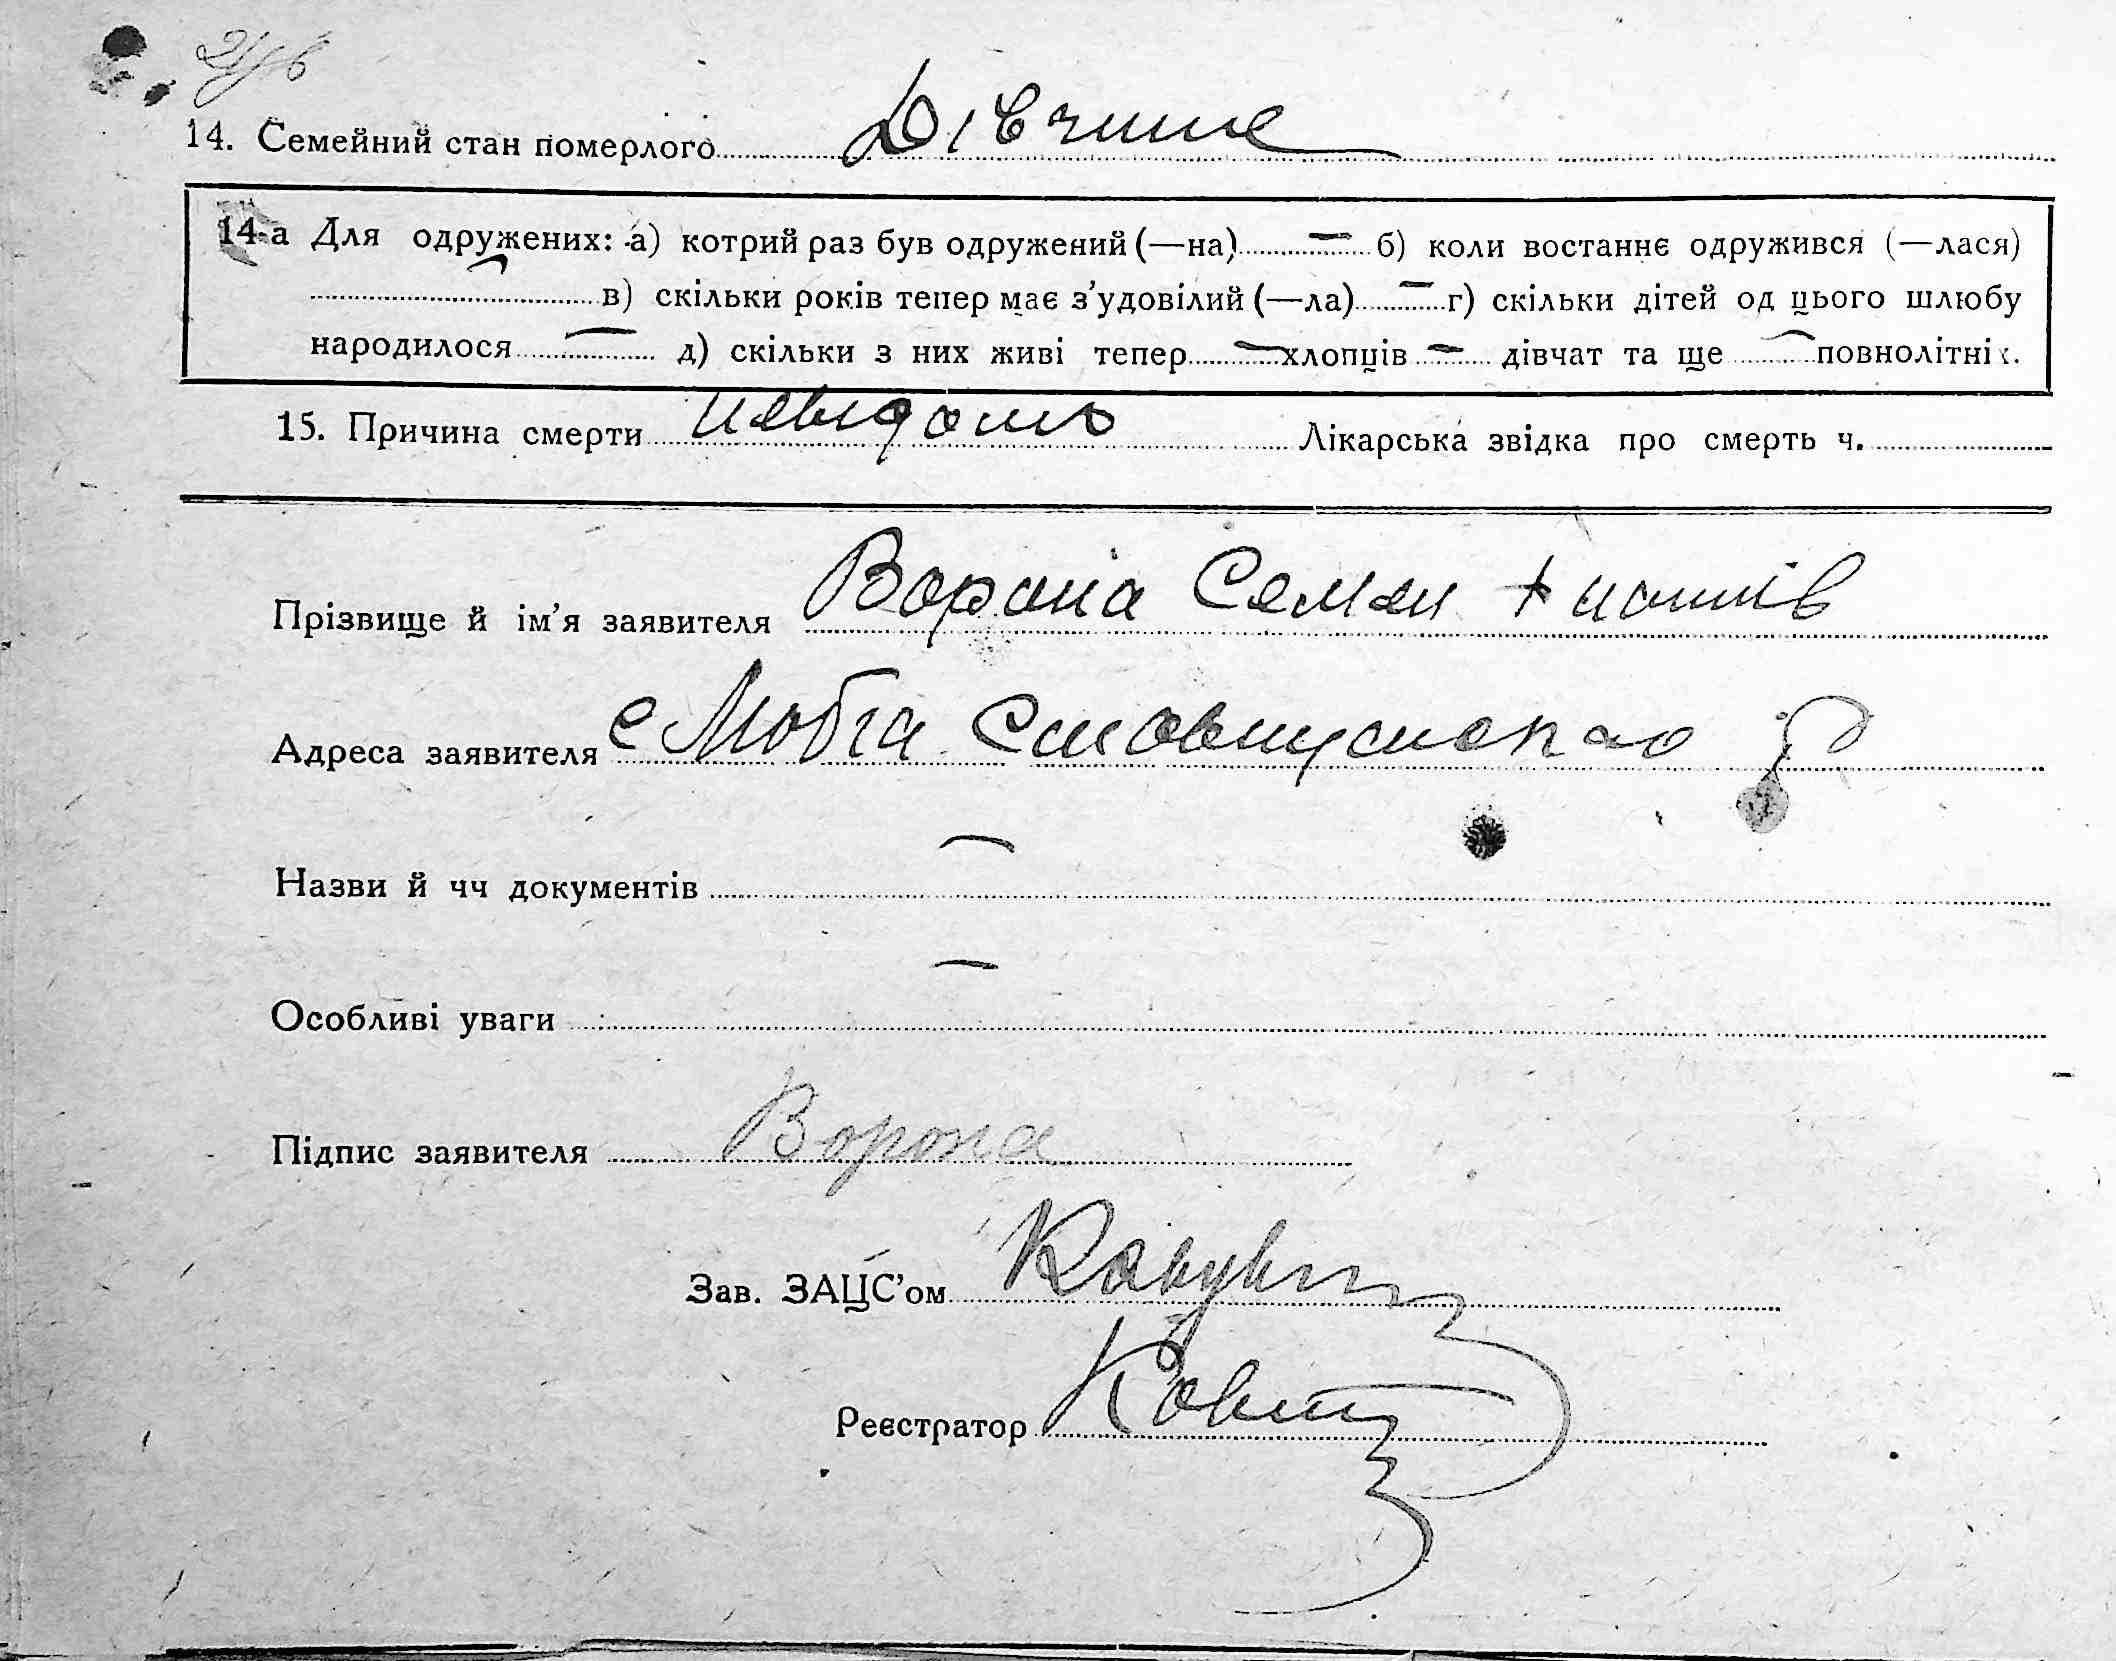 14. Семейний стан померлого Дівчина
14-а Для одружених: а) котрий раз був одружений (—на) — б) коли востаннє одружився (—лася)
— в) скільки років тепер має з'удовілий (—ла) — г) скільки дітей од цього шлюбу
народилося — д) скільки з них живі тепер — хлопців — дівчат та ще — повнолітніх.
15. Причина смерти невідомо Лікарська звідка про смерть ч.
Прізвище й ім'я заявителя Ворона Семен
Адреса заявителя с
Назви й чч документів —
Особливі уваги —
Підпис заявителя Ворона
Зав. ЗАЦС'ом
Реєстратор